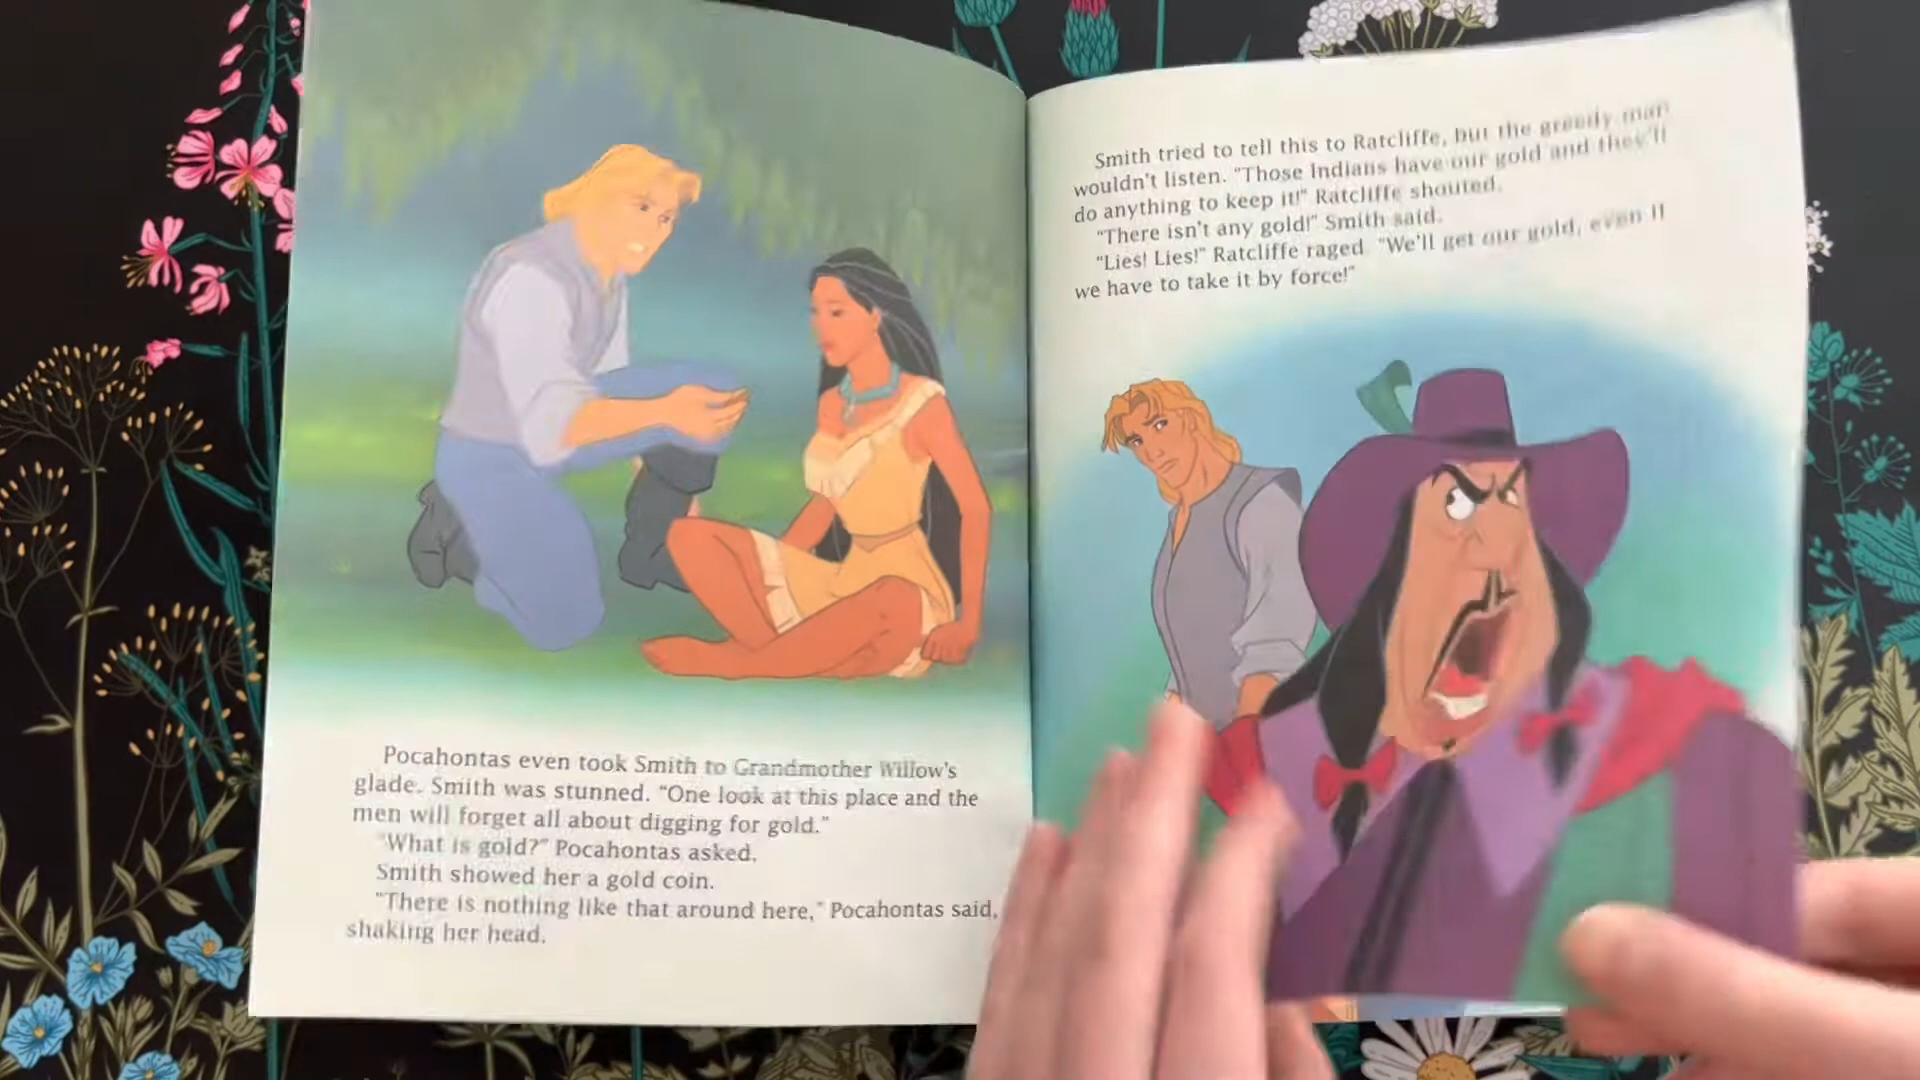 Pocahontas even took Smith to Grandmother Willow's
glade. Smith was stunned. "One look at this place and the
men will forget all about digging for gold."
"What is gold?" Pocahontas asked.
Smith showed her a gold coin.
"There is nothing like that around here," Pocahontas said,
shaking her head.
Smith tried to tell this to Ratcliffe, but the greedy man
wouldn't listen. "Those Indians have our gold and they'll
do anything to keep it!" Ratcliffe shouted.
"There isn't any gold!" Smith said.
"Lies! Lies!" Ratcliffe raged. "We'll get our gold, even if
we have to take it by force!"